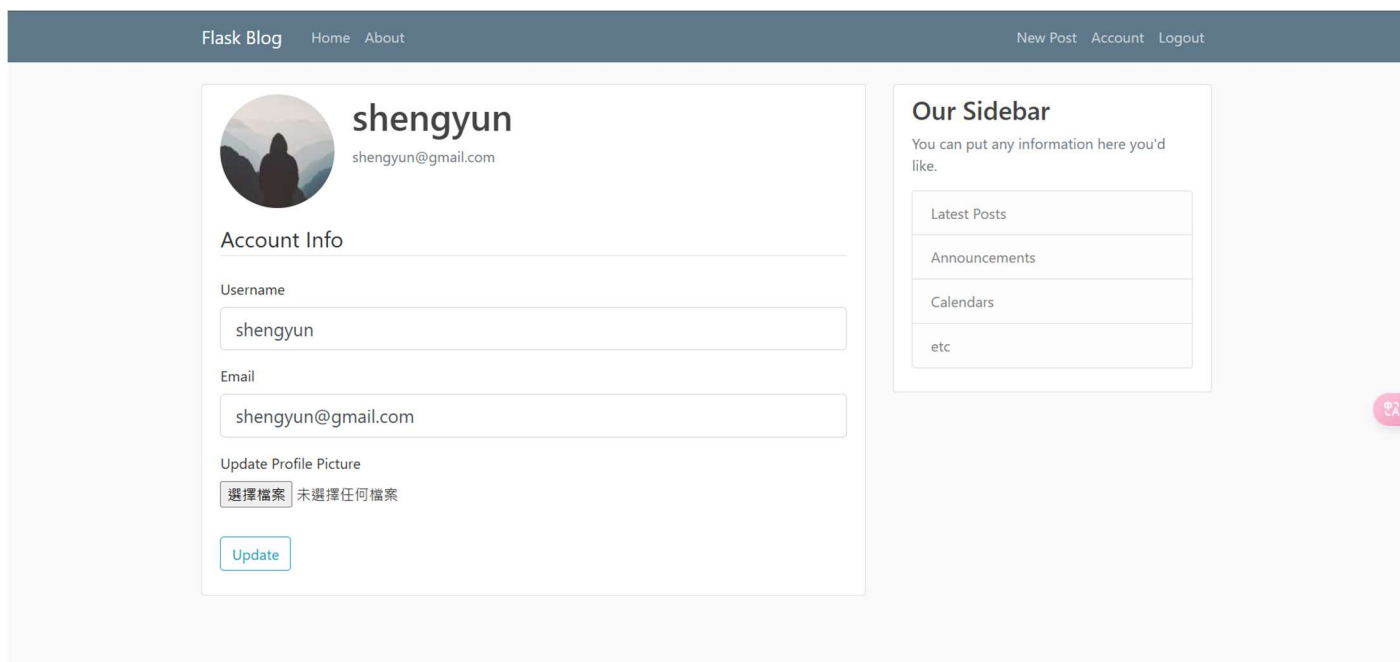 Flask Blog Home About New Post Account Logout
shengyun
shengyun@gmail.com
Account Info
Username
shengyun
Email
shengyun@gmail.com
Update Profile Picture
選擇檔案 未選擇任何檔案
Update
Our Sidebar
You can put any information here you'd
like.
Latest Posts
Announcements
Calendars
etc